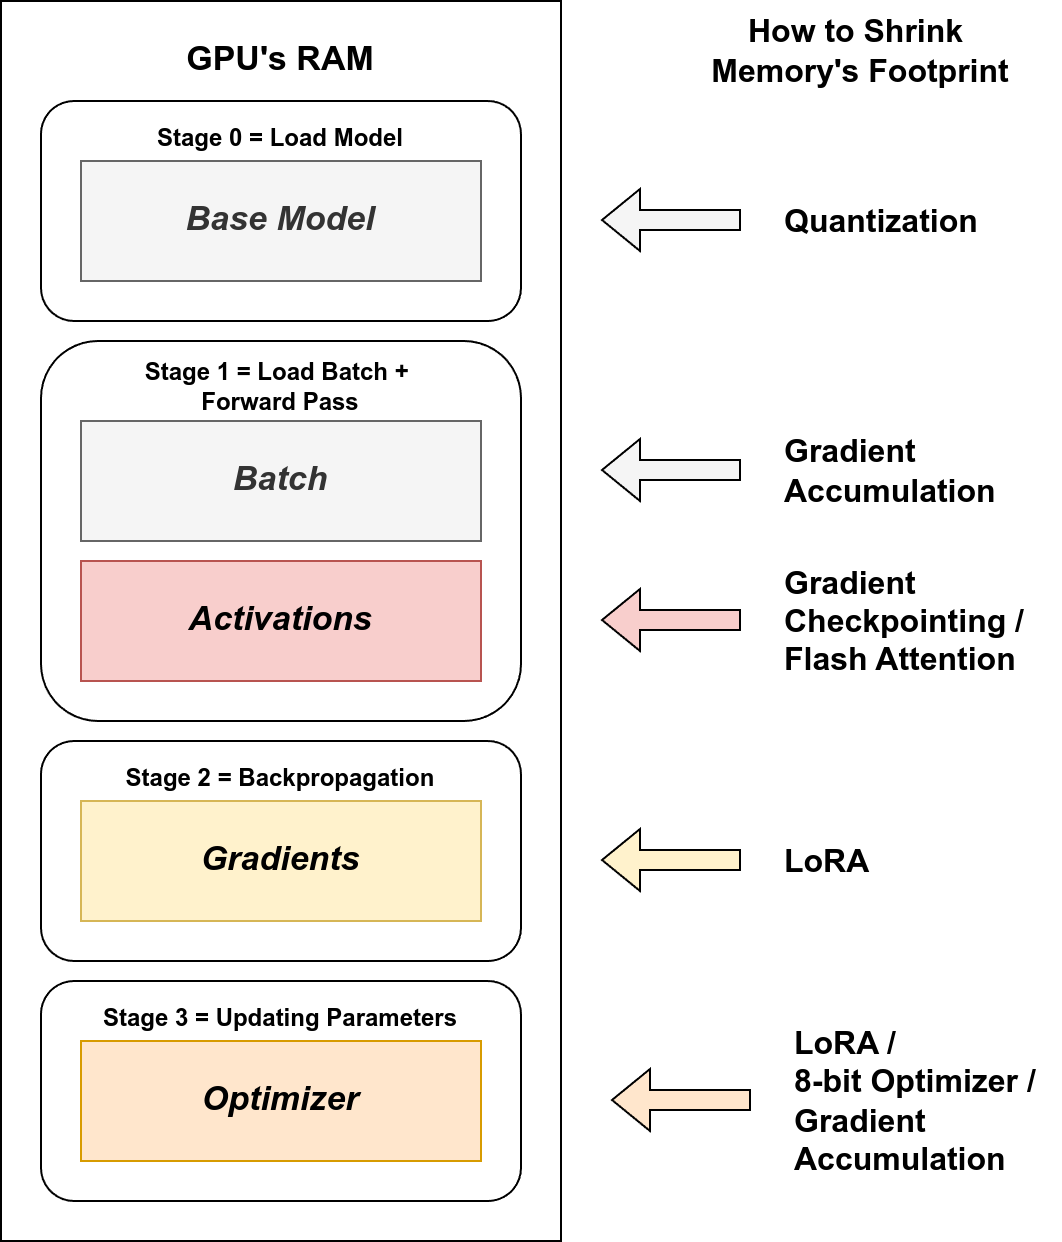 GPU's RAM
How to Shrink
Memory's Footprint
Stage 0 = Load Model
Base Model
Quantization
Stage 1 = Load Batch +
Forward Pass
Batch
Gradient
Accumulation
Activations
Gradient
Checkpointing /
Flash Attention
Stage 2 = Backpropagation
Gradients
LoRA
Stage 3 = Updating Parameters
Optimizer
LoRA /
8-bit Optimizer /
Gradient
Accumulation